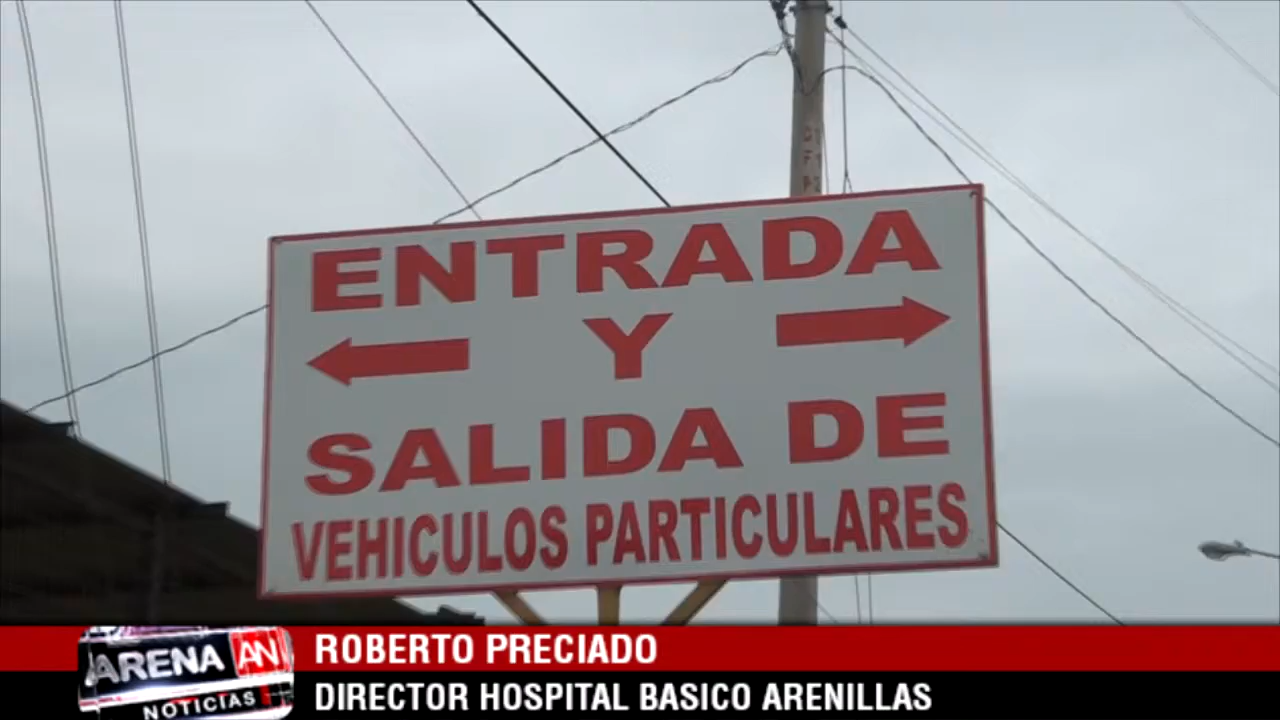 ENTRADA
Y
SALIDA DE
VEHICULOS PARTICULARES
ARENA AN
NOTICIAS
ROBERTO PRECIADO
DIRECTOR HOSPITAL BASICO ARENILLAS